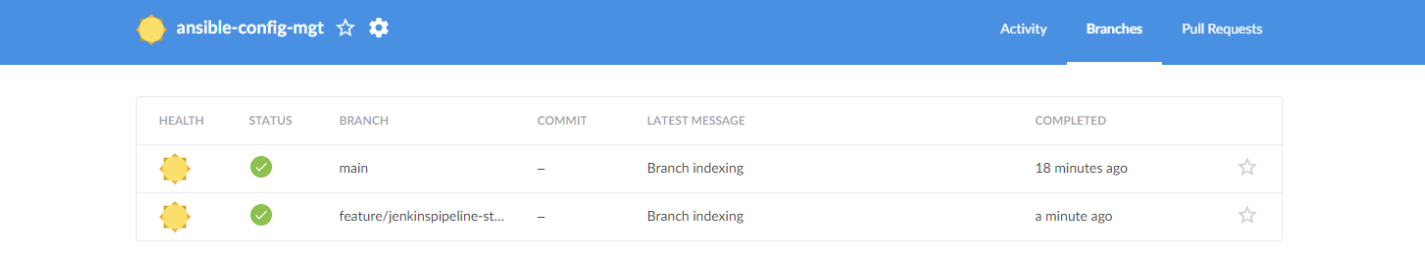 ansible-config-mgt
Activity Branches Pull Requests
HEALTH STATUS BRANCH COMMIT LATEST MESSAGE COMPLETED
main – Branch indexing 18 minutes ago
feature/jenkinspipeline-st... – Branch indexing a minute ago